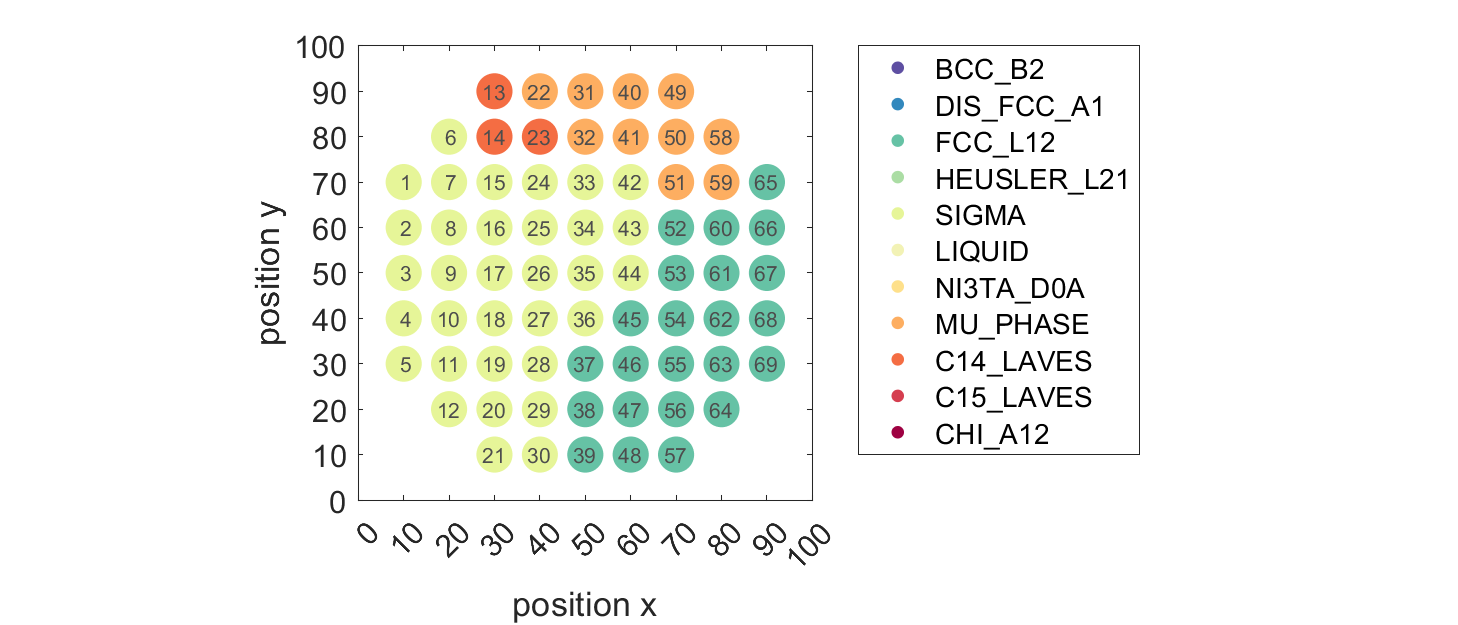 100
90
80
70
60
50
40
30
20
10
0
position y
13 22 31 40 49
6 14 23 32 41 50 58
1 7 15 24 33 42 51 59 65
2 8 16 25 34 43 52 60 66
3 9 17 26 35 44 53 61 67
4 10 18 27 36 45 54 62 68
5 11 19 28 37 46 55 63 69
12 20 29 38 47 56 64
21 30 39 48 57
0 10 20 30 40 50 60 70 80 90 100
position x
BCC_B2
DIS_FCC_A1
FCC_L12
HEUSLER_L21
SIGMA
LIQUID
NI3TA_D0A
MU_PHASE
C14_LAVES
C15_LAVES
CHI_A12